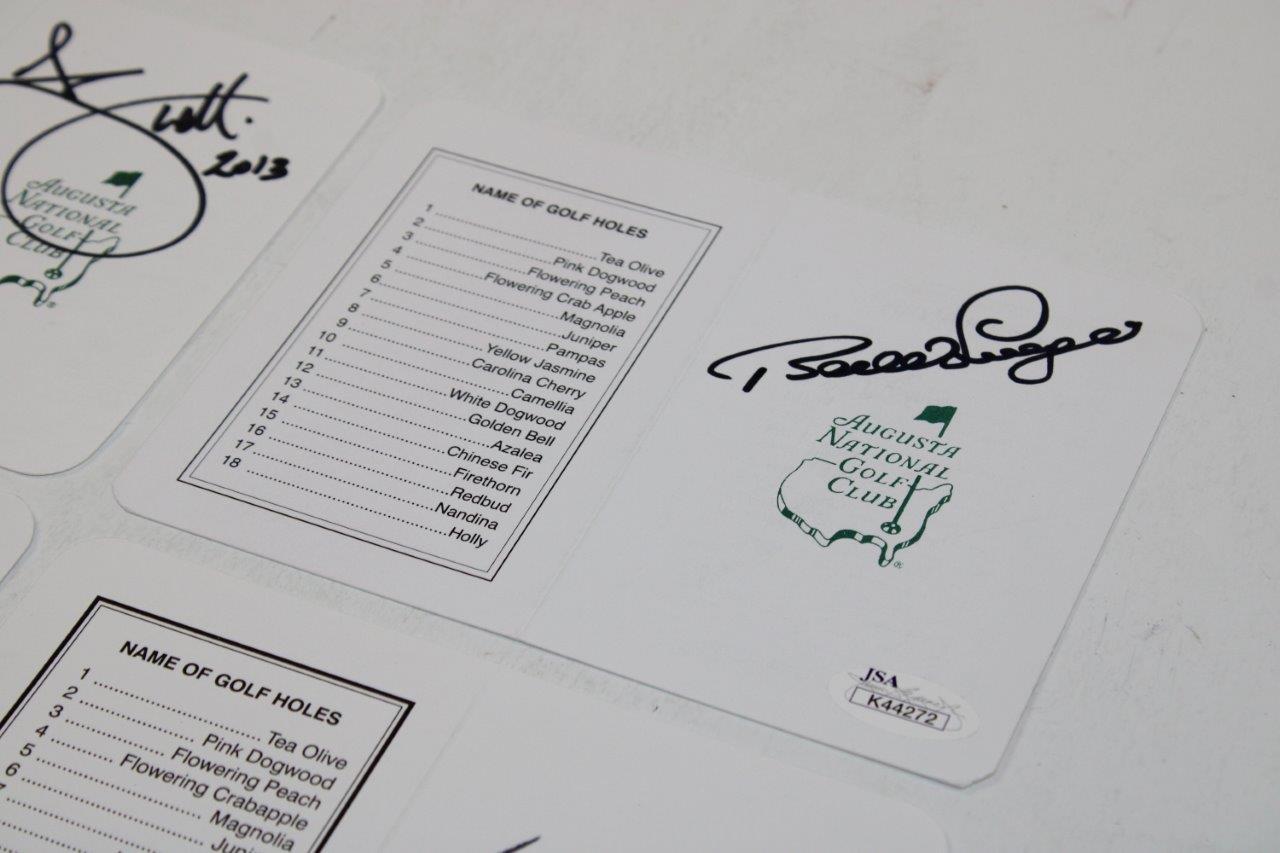 Scott.
2013
AUGUSTA
NATIONAL
GOLF
CLUB
NAME OF GOLF HOLES
1 ........ Tea Olive
2 ........ Pink Dogwood
3 ........ Flowering Peach
4 ........ Flowering Crab Apple
5 ........ Magnolia
6 ........ Juniper
7 ........ Pampas
8 ........ Yellow Jasmine
9 ........ Carolina Cherry
10 ........ Camellia
11 ........ White Dogwood
12 ........ Golden Bell
13 ........ Azalea
14 ........ Chinese Fir
15 ........ Firethorn
16 ........ Redbud
17 ........ Nandina
18 ........ Holly
AUGUSTA
NATIONAL
GOLF
CLUB
®
JSA
K44272
NAME OF GOLF HOLES
1 ........ Tea Olive
2 ........ Pink Dogwood
3 ........ Flowering Peach
4 ........ Flowering Crabapple
5 ........ Magnolia
6